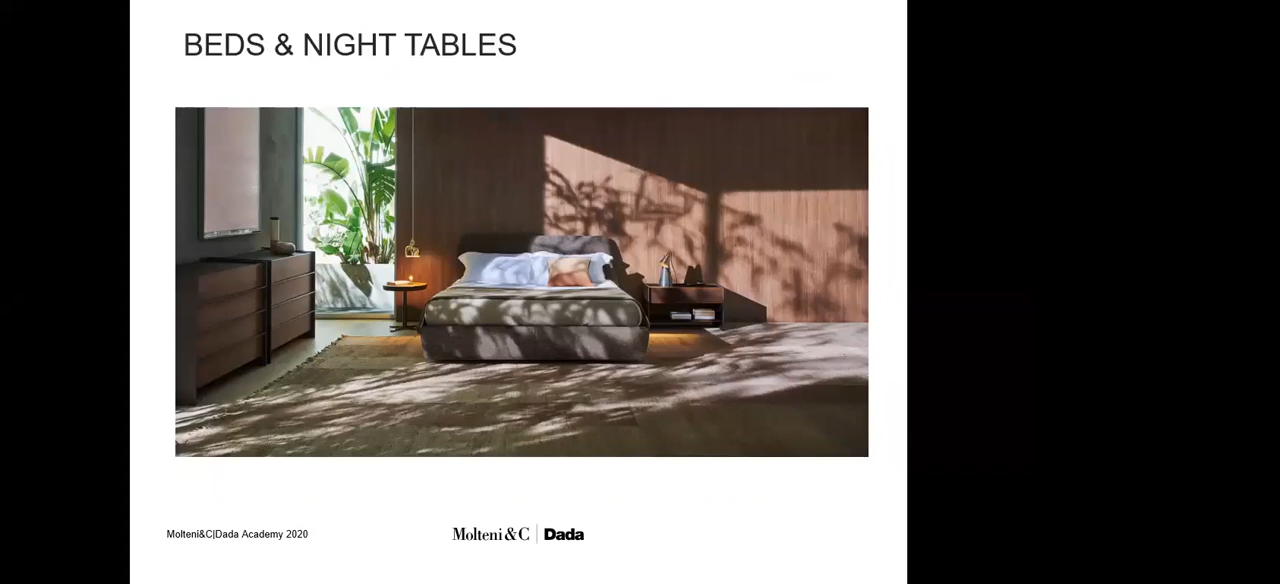 BEDS & NIGHT TABLES
Molteni&C|Dada Academy 2020
Molteni&C | Dada